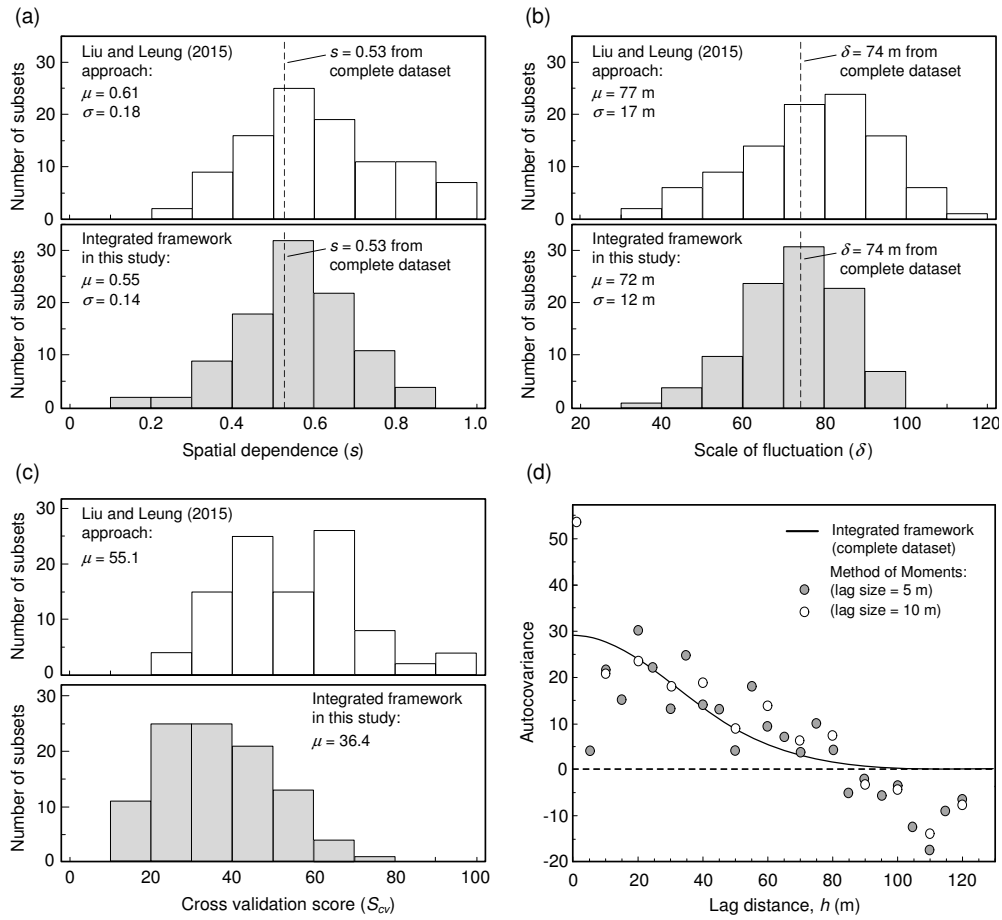 (a)
Number of subsets
30
20
10
0
Liu and Leung (2015)
approach:
μ = 0.61
σ = 0.18
s = 0.53 from
complete dataset
Number of subsets
30
20
10
0
Integrated framework
in this study:
μ = 0.55
σ = 0.14
s = 0.53 from
complete dataset
0 0.2 0.4 0.6 0.8 1.0
Spatial dependence (s)
(b)
Number of subsets
30
20
10
0
Liu and Leung (2015)
approach:
μ = 77 m
σ = 17 m
δ = 74 m from
complete dataset
Number of subsets
30
20
10
0
Integrated framework
in this study:
μ = 72 m
σ = 12 m
δ = 74 m from
complete dataset
20 40 60 80 100 120
Scale of fluctuation (δ)
(c)
Number of subsets
30
20
10
0
Liu and Leung (2015)
approach:
μ = 55.1
Number of subsets
30
20
10
0
Integrated framework
in this study:
μ = 36.4
0 20 40 60 80 100
Cross validation score (Scv)
(d)
Autocovariance
50
40
30
20
10
0
-10
-20
Integrated framework
(complete dataset)
Method of Moments:
(lag size = 5 m)
(lag size = 10 m)
0 20 40 60 80 100 120
Lag distance, h (m)